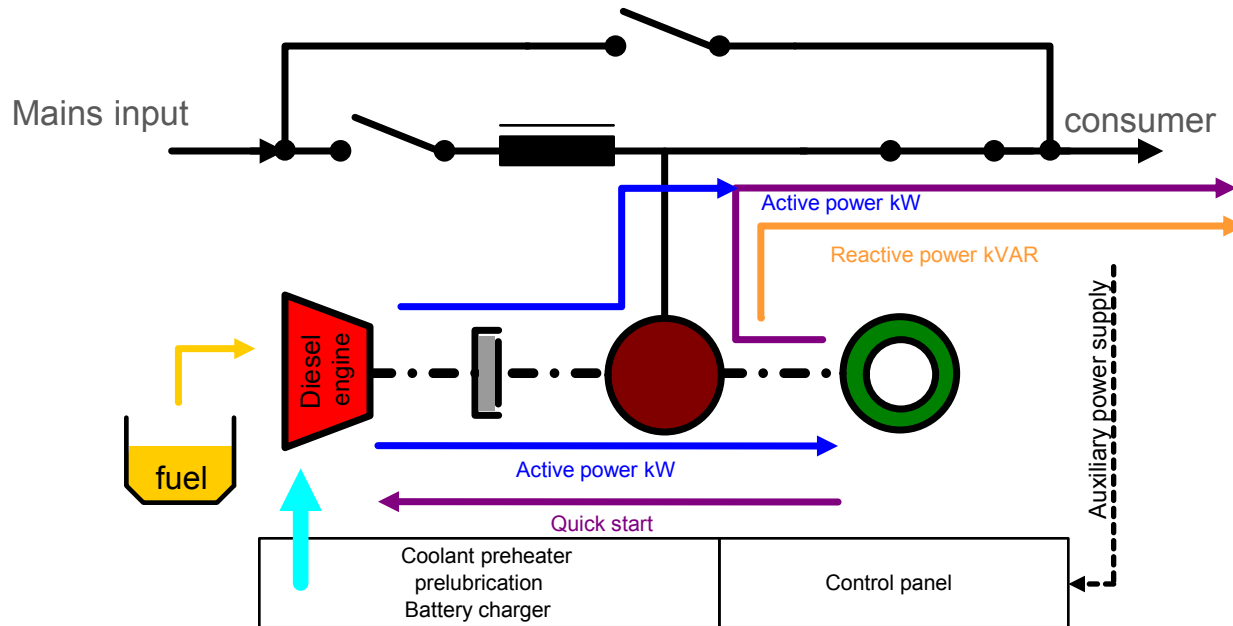 Mains input
consumer
Active power kW
Reactive power kVAR
Diesel
engine
Auxiliary power supply
fuel
Active power kW
Quick start
Coolant preheater
prelubrication
Battery charger
Control panel